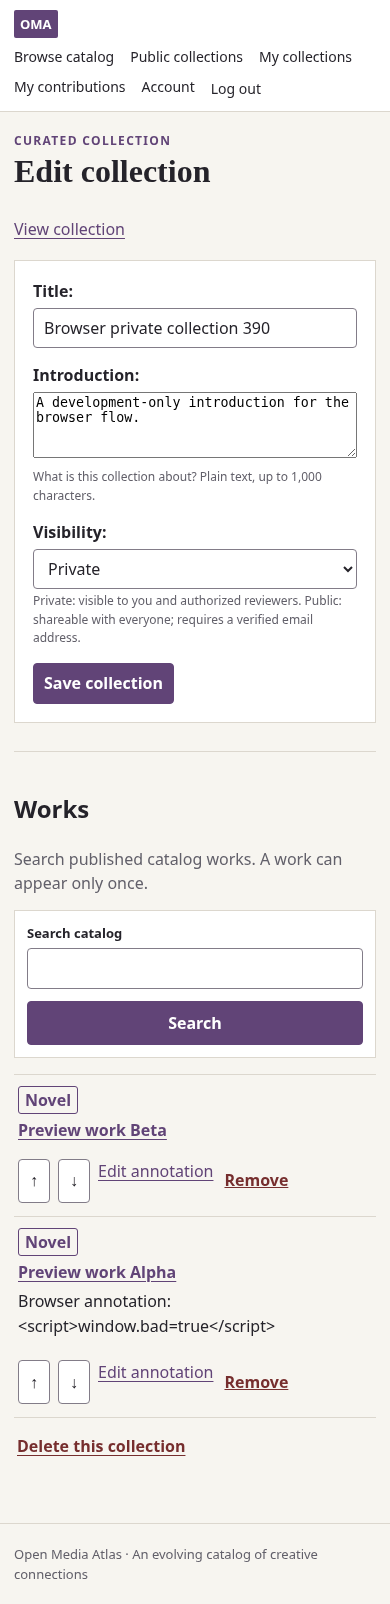 OMA
Browse catalog Public collections My collections
My contributions Account Log out
CURATED COLLECTION
Edit collection
View collection
Title:
Browser private collection 390
Introduction:
A development-only introduction for the
browser flow.
What is this collection about? Plain text, up to 1,000
characters.
Visibility:
Private
Private: visible to you and authorized reviewers. Public:
shareable with everyone; requires a verified email
address.
Save collection
Works
Search published catalog works. A work can
appear only once.
Search catalog
Search
Novel
Preview work Beta
↑ ↓ Edit annotation Remove
Novel
Preview work Alpha
Browser annotation:
<script>window.bad=true</script>
↑ ↓ Edit annotation Remove
Delete this collection
Open Media Atlas · An evolving catalog of creative
connections